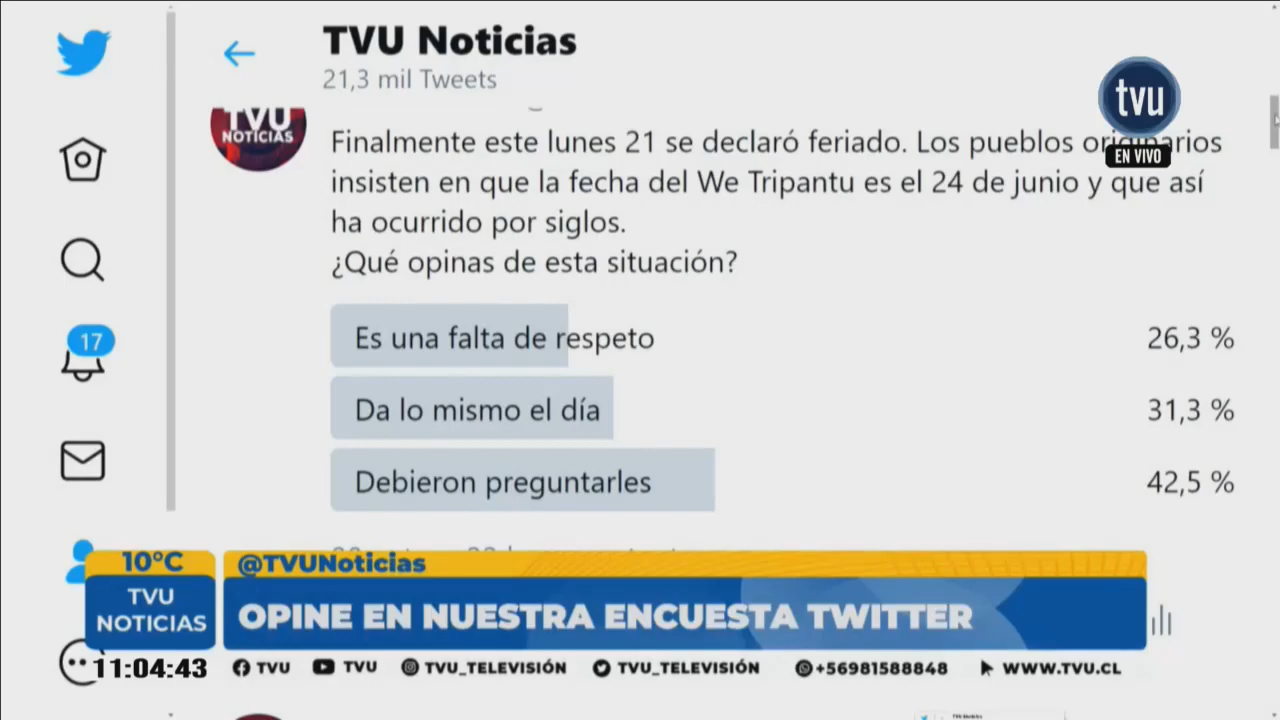 TVU Noticias
21,3 mil Tweets
tvu
EN VIVO
TVU
NOTICIAS
Finalmente este lunes 21 se declaró feriado. Los pueblos originarios
insisten en que la fecha del We Tripantu es el 24 de junio y que así
ha ocurrido por siglos.
¿Qué opinas de esta situación?
Es una falta de respeto 26,3 %
Da lo mismo el día 31,3 %
Debieron preguntarles 42,5 %
17
10°C
@TVUNoticias
TVU
NOTICIAS
OPINE EN NUESTRA ENCUESTA TWITTER
11:04:43 TVU TVU TVU_TELEVISIÓN TVU_TELEVISIÓN +56981588848 WWW.TVU.CL